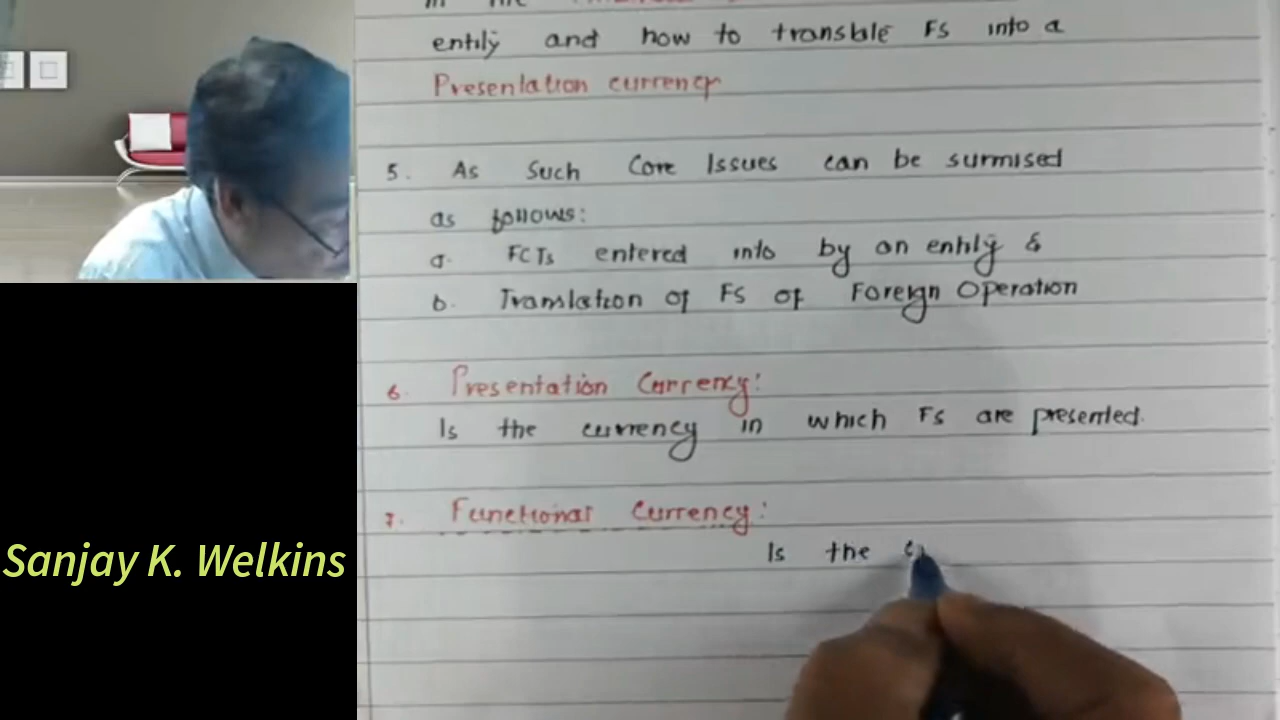 entity and how to translate FS into a
Presentation currency
5. As Such Core Issues can be surmised
as follows:
a. FCTs entered into by an entity &
b. Translation of FS of Foreign Operation
6. Presentation Currency:
Is the currency in which FS are presented.
7. Functional Currency:
Is the
Sanjay K. Welkins